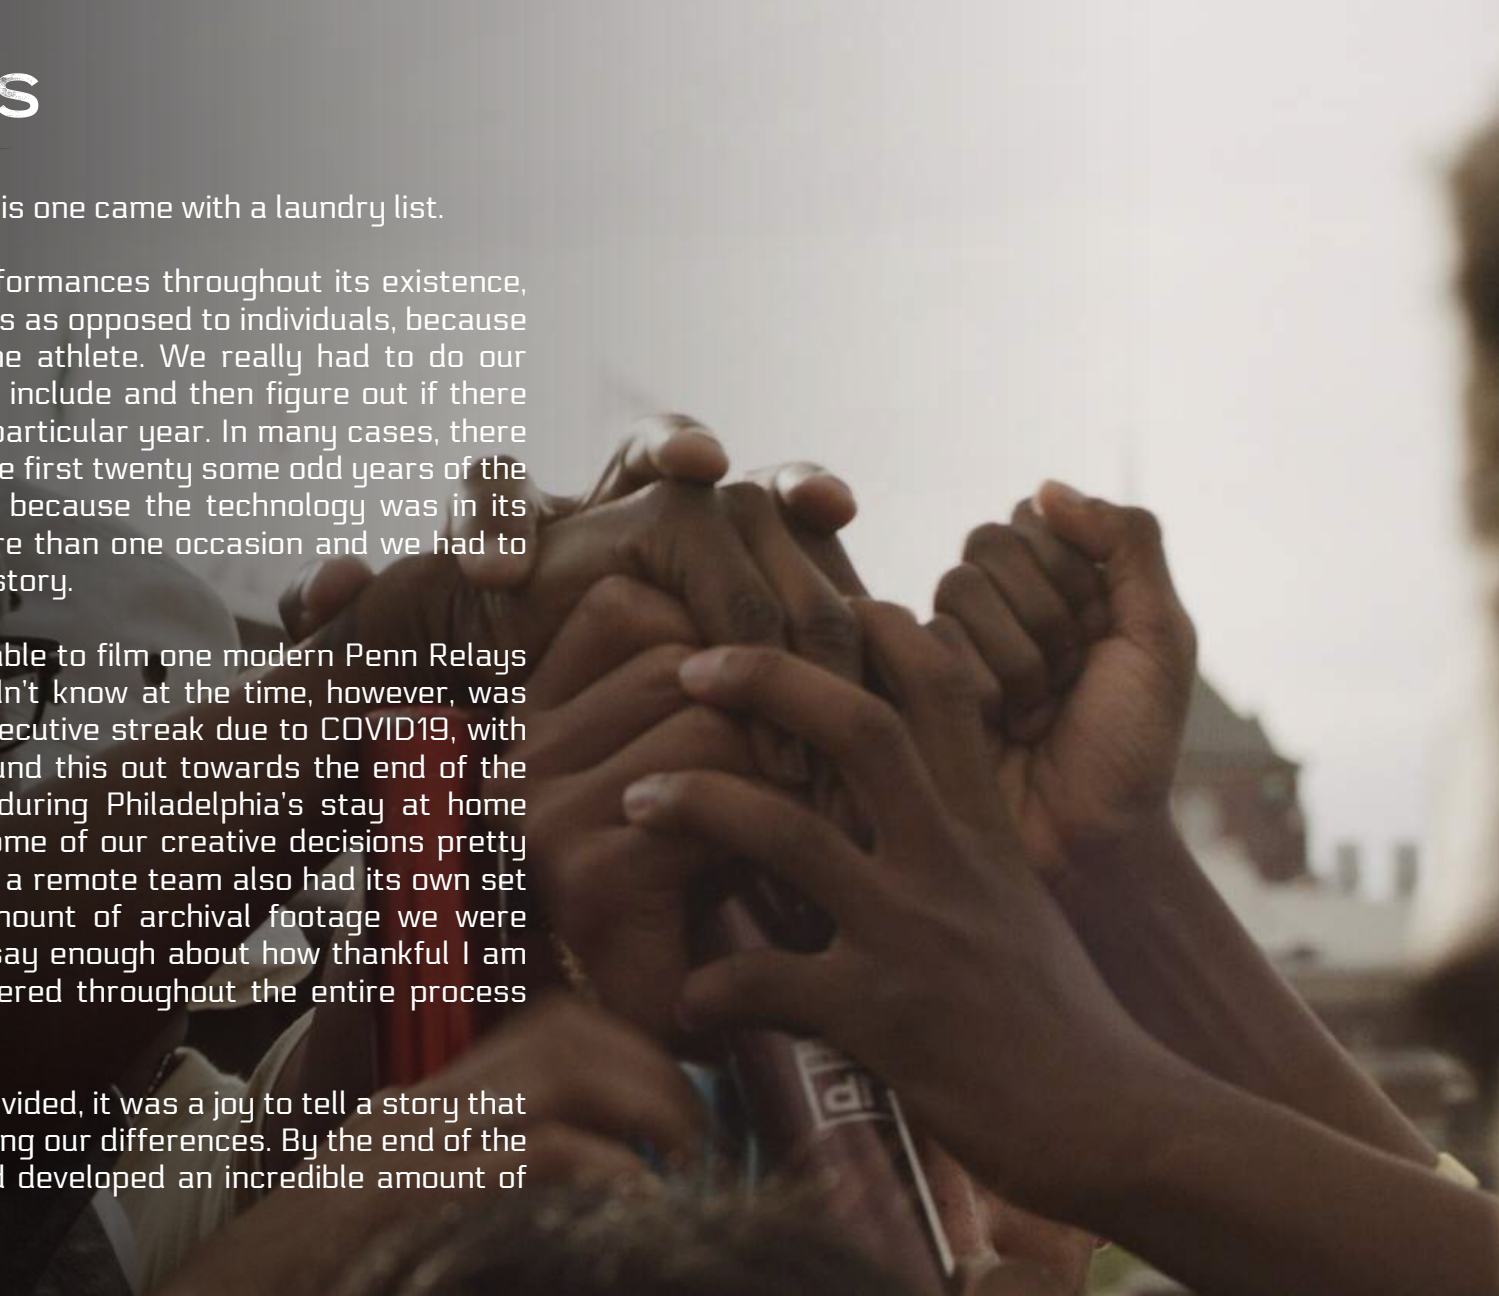 S
is one came with a laundry list.
formances throughout its existence,
s as opposed to individuals, because
athlete. We really had to do our
include and then figure out if there
particular year. In many cases, there
e first twenty some odd years of the
because the technology was in its
re than one occasion and we had to
story.
able to film one modern Penn Relays
dn't know at the time, however, was
ecutive streak due to COVID19, with
und this out towards the end of the
during Philadelphia's stay at home
ome of our creative decisions pretty
a remote team also had its own set
mount of archival footage we were
say enough about how thankful I am
ered throughout the entire process
vided, it was a joy to tell a story that
ng our differences. By the end of the
d developed an incredible amount of